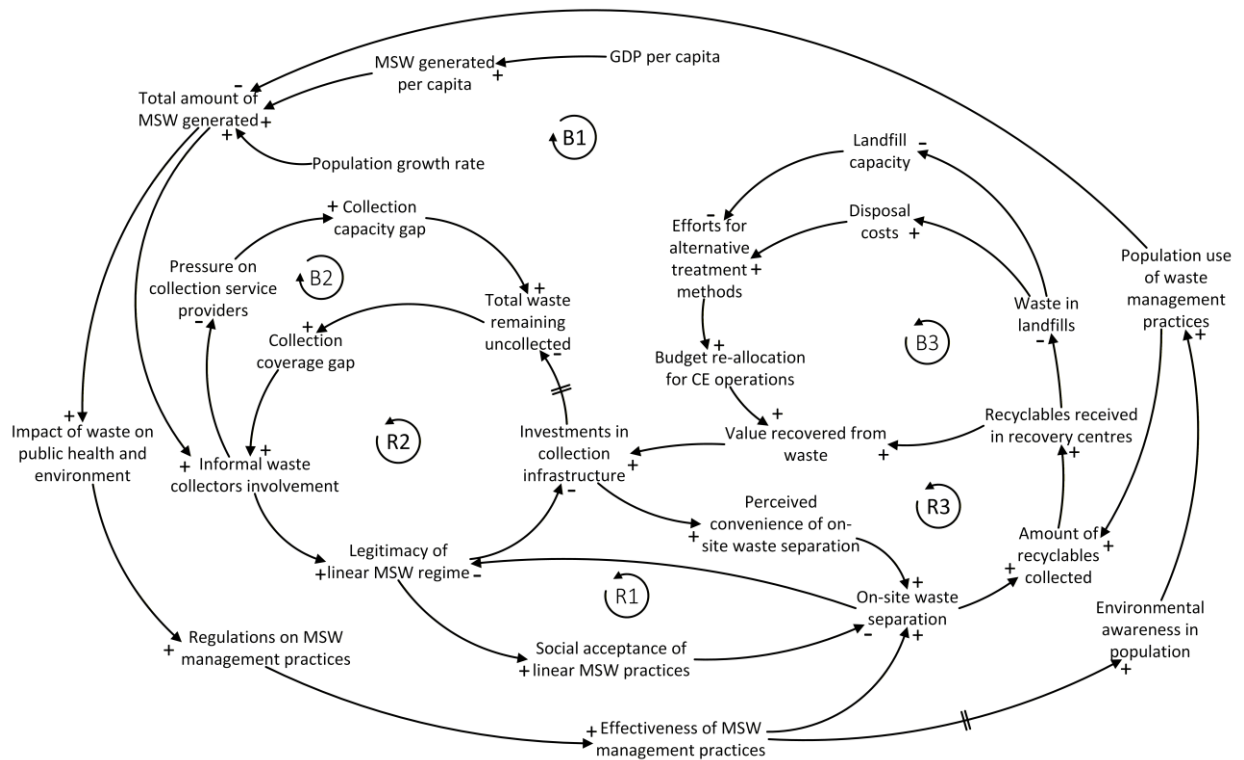 MSW generated
per capita
+
GDP per capita
-
Total amount of
MSW generated
+
+
Population growth rate
B1
Landfill
capacity
-
+
Collection
capacity gap
-
Efforts for
alternative
treatment
methods
+
Disposal
costs
+
Pressure on
collection service
providers
-
B2
Population use
of waste
management
practices
+
+
Total waste
remaining
uncollected
-
Waste in
landfills
-
+
Collection
coverage gap
B3
+
Budget re-allocation
for CE operations
+
Impact of waste on
public health and
environment
+
+
Informal waste
collectors involvement
R2
Investments in
collection
infrastructure
+
-
+
Value recovered from
waste
+
Recyclables received
in recovery centres
+
Perceived
convenience of on-
site waste separation
+
R3
Amount of
recyclables
collected
+
+
Legitimacy of
linear MSW regime
+
-
R1
+
On-site waste
separation
-
+
Environmental
awareness in
population
+
Regulations on MSW
management practices
+
Social acceptance of
linear MSW practices
+
+
Effectiveness of MSW
management practices